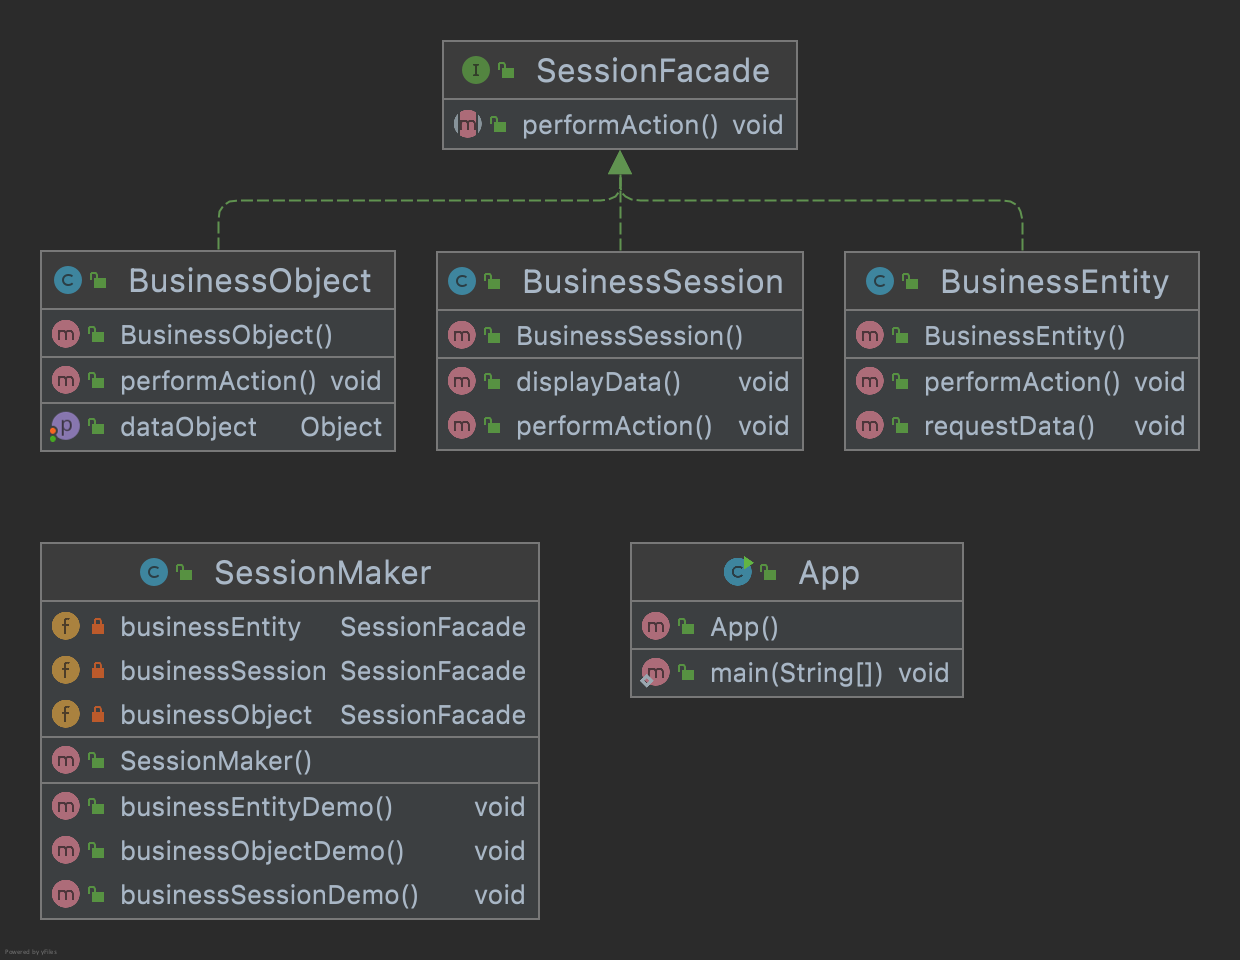 SessionFacade
performAction() void
BusinessObject
BusinessObject()
performAction() void
dataObject Object
BusinessSession
BusinessSession()
displayData() void
performAction() void
BusinessEntity
BusinessEntity()
performAction() void
requestData() void
SessionMaker
businessEntity SessionFacade
businessSession SessionFacade
businessObject SessionFacade
SessionMaker()
businessEntityDemo() void
businessObjectDemo() void
businessSessionDemo() void
App
App()
main(String[]) void
Powered by yFiles